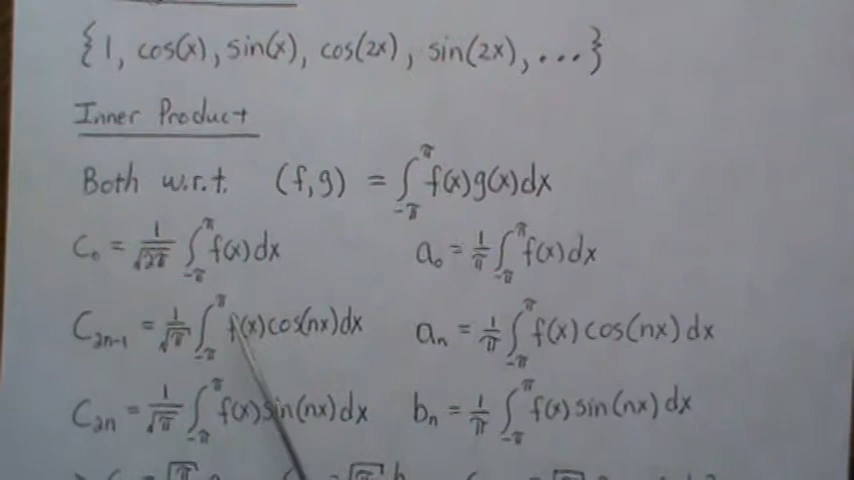 {1, cos(x), sin(x), cos(2x), sin(2x), ...}
Inner Product
Both w.r.t. (f,g) = ∫_{-π}^{π} f(x)g(x)dx
C₀ = 1/√(2π) ∫_{-π}^{π} f(x)dx    a₀ = 1/π ∫_{-π}^{π} f(x)dx
C_{2n-1} = 1/√π ∫_{-π}^{π} f(x)cos(nx)dx    aₙ = 1/π ∫_{-π}^{π} f(x)cos(nx)dx
C_{2n} = 1/√π ∫_{-π}^{π} f(x)sin(nx)dx    bₙ = 1/π ∫_{-π}^{π} f(x)sin(nx)dx